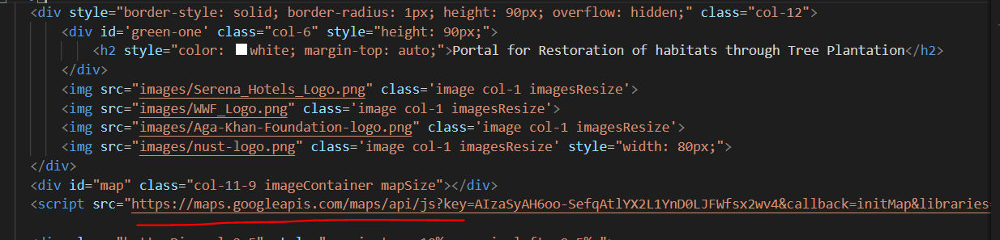 <div style="border-style: solid; border-radius: 1px; height: 90px; overflow: hidden;" class="col-12">
<div id='green-one' class="col-6" style="height: 90px;">
<h2 style="color: white; margin-top: auto;">Portal for Restoration of habitats through Tree Plantation</h2>
</div>
<img src="images/Serena_Hotels_Logo.png" class='image col-1 imagesResize'>
<img src="images/WWF_Logo.png" class='image col-1 imagesResize'>
<img src="images/Aga-Khan-Foundation-logo.png" class='image col-1 imagesResize'>
<img src="images/nust-logo.png" class='image col-1 imagesResize' style="width: 80px;">
</div>
<div id="map" class="col-11-9 imageContainer mapSize"></div>
<script src="https://maps.googleapis.com/maps/api/js?key=AIzaSyAH6oo-SefqAtlYX2L1YnD0LJFWfsx2wv4&callback=initMap&libraries=